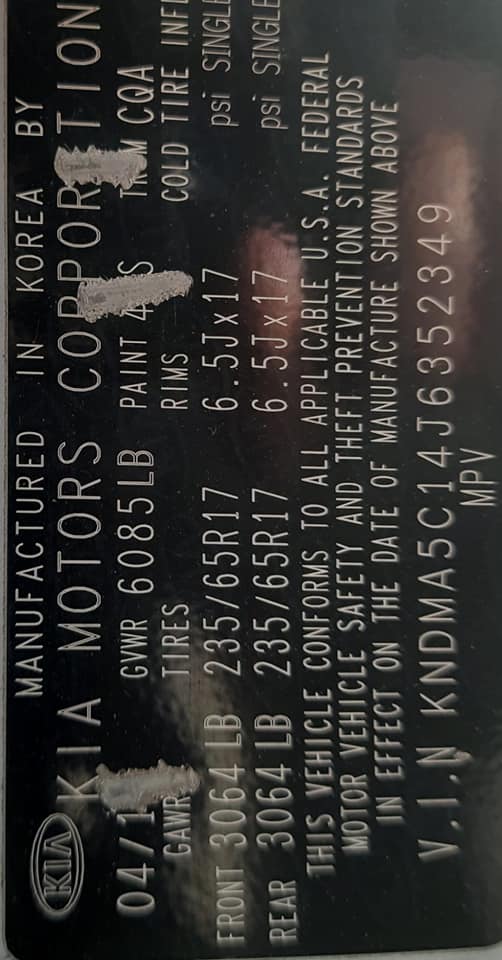 MANUFACTURED IN KOREA BY
KIA KIA MOTORS CORPORATION
04/1 GVWR 6085LB PAINT 4 S TRIM CQA
GAWR TIRES RIMS COLD TIRE INFL
FRONT 3064 LB 235/65R17 6.5Jx17 psi SINGLE
REAR 3064 LB 235/65R17 6.5Jx17 psi SINGLE
THIS VEHICLE CONFORMS TO ALL APPLICABLE U.S.A. FEDERAL
MOTOR VEHICLE SAFETY AND THEFT PREVENTION STANDARDS
IN EFFECT ON THE DATE OF MANUFACTURE SHOWN ABOVE
V.I.N KNDMA5C14J6352349
MPV